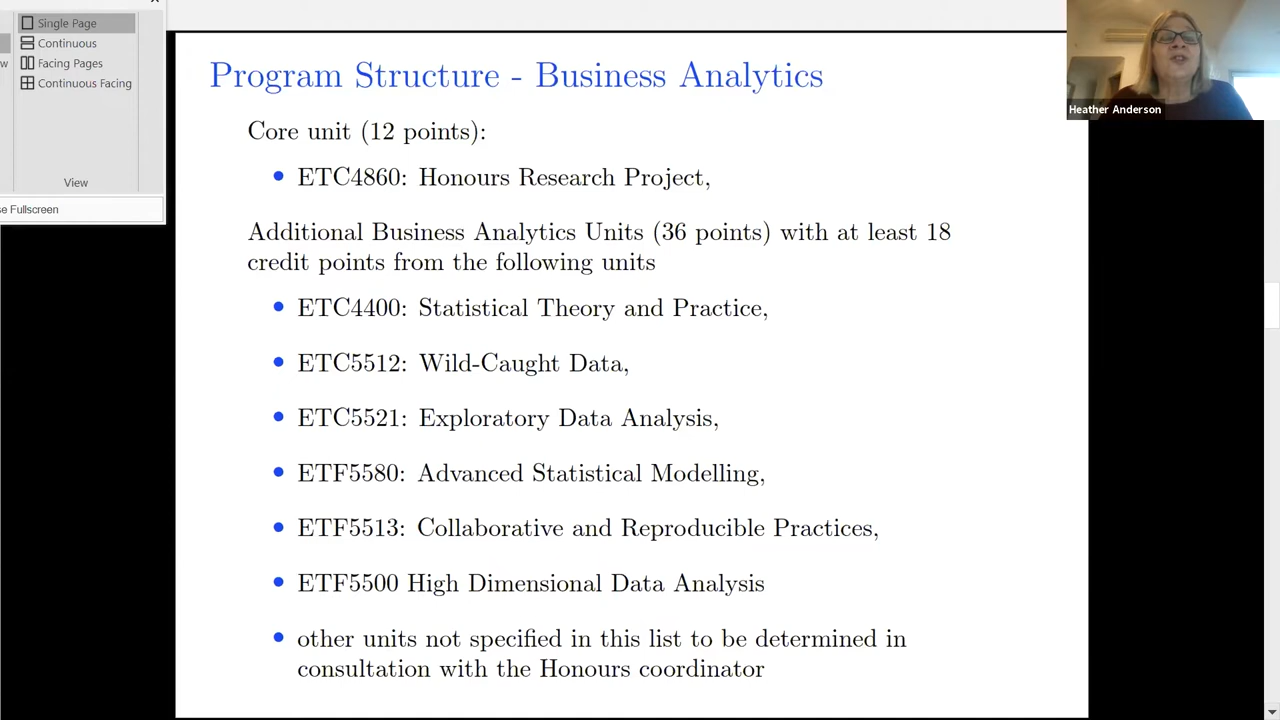 Single Page
Continuous
Facing Pages
Continuous Facing
View
Fullscreen
Program Structure - Business Analytics
Core unit (12 points):
• ETC4860: Honours Research Project,
Additional Business Analytics Units (36 points) with at least 18
credit points from the following units
• ETC4400: Statistical Theory and Practice,
• ETC5512: Wild-Caught Data,
• ETC5521: Exploratory Data Analysis,
• ETF5580: Advanced Statistical Modelling,
• ETF5513: Collaborative and Reproducible Practices,
• ETF5500 High Dimensional Data Analysis
• other units not specified in this list to be determined in
consultation with the Honours coordinator
Heather Anderson